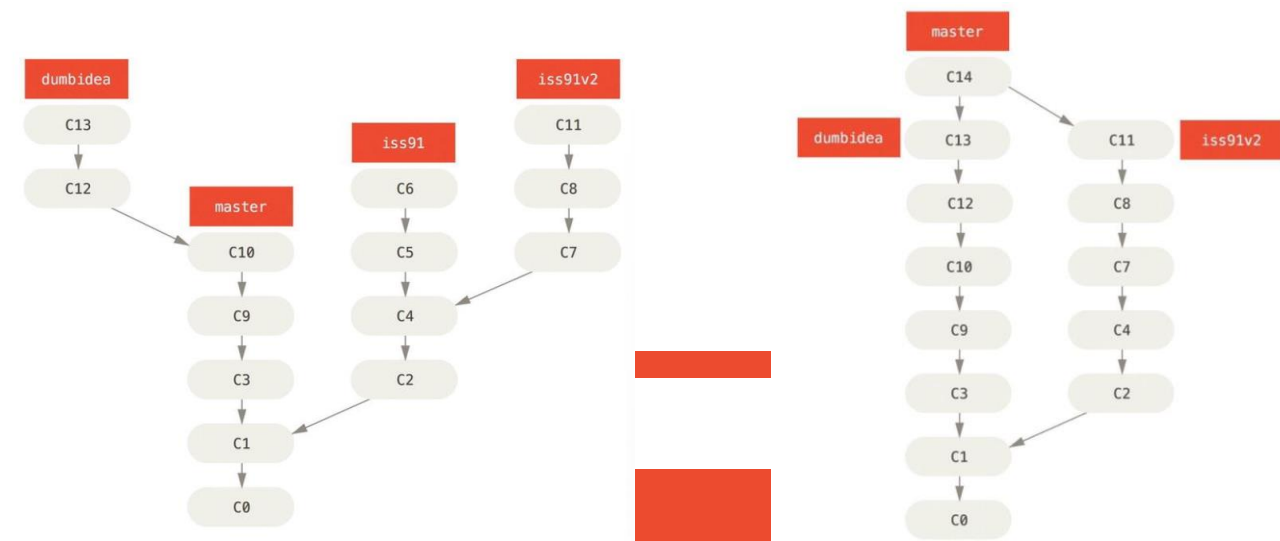 dumbidea
C13
C12
master
C10
C9
C3
C1
C0
iss91
C6
C5
C4
C2
iss91v2
C11
C8
C7
master
C14
dumbidea
C13
C12
C10
C9
C3
C1
C0
C11
iss91v2
C8
C7
C4
C2